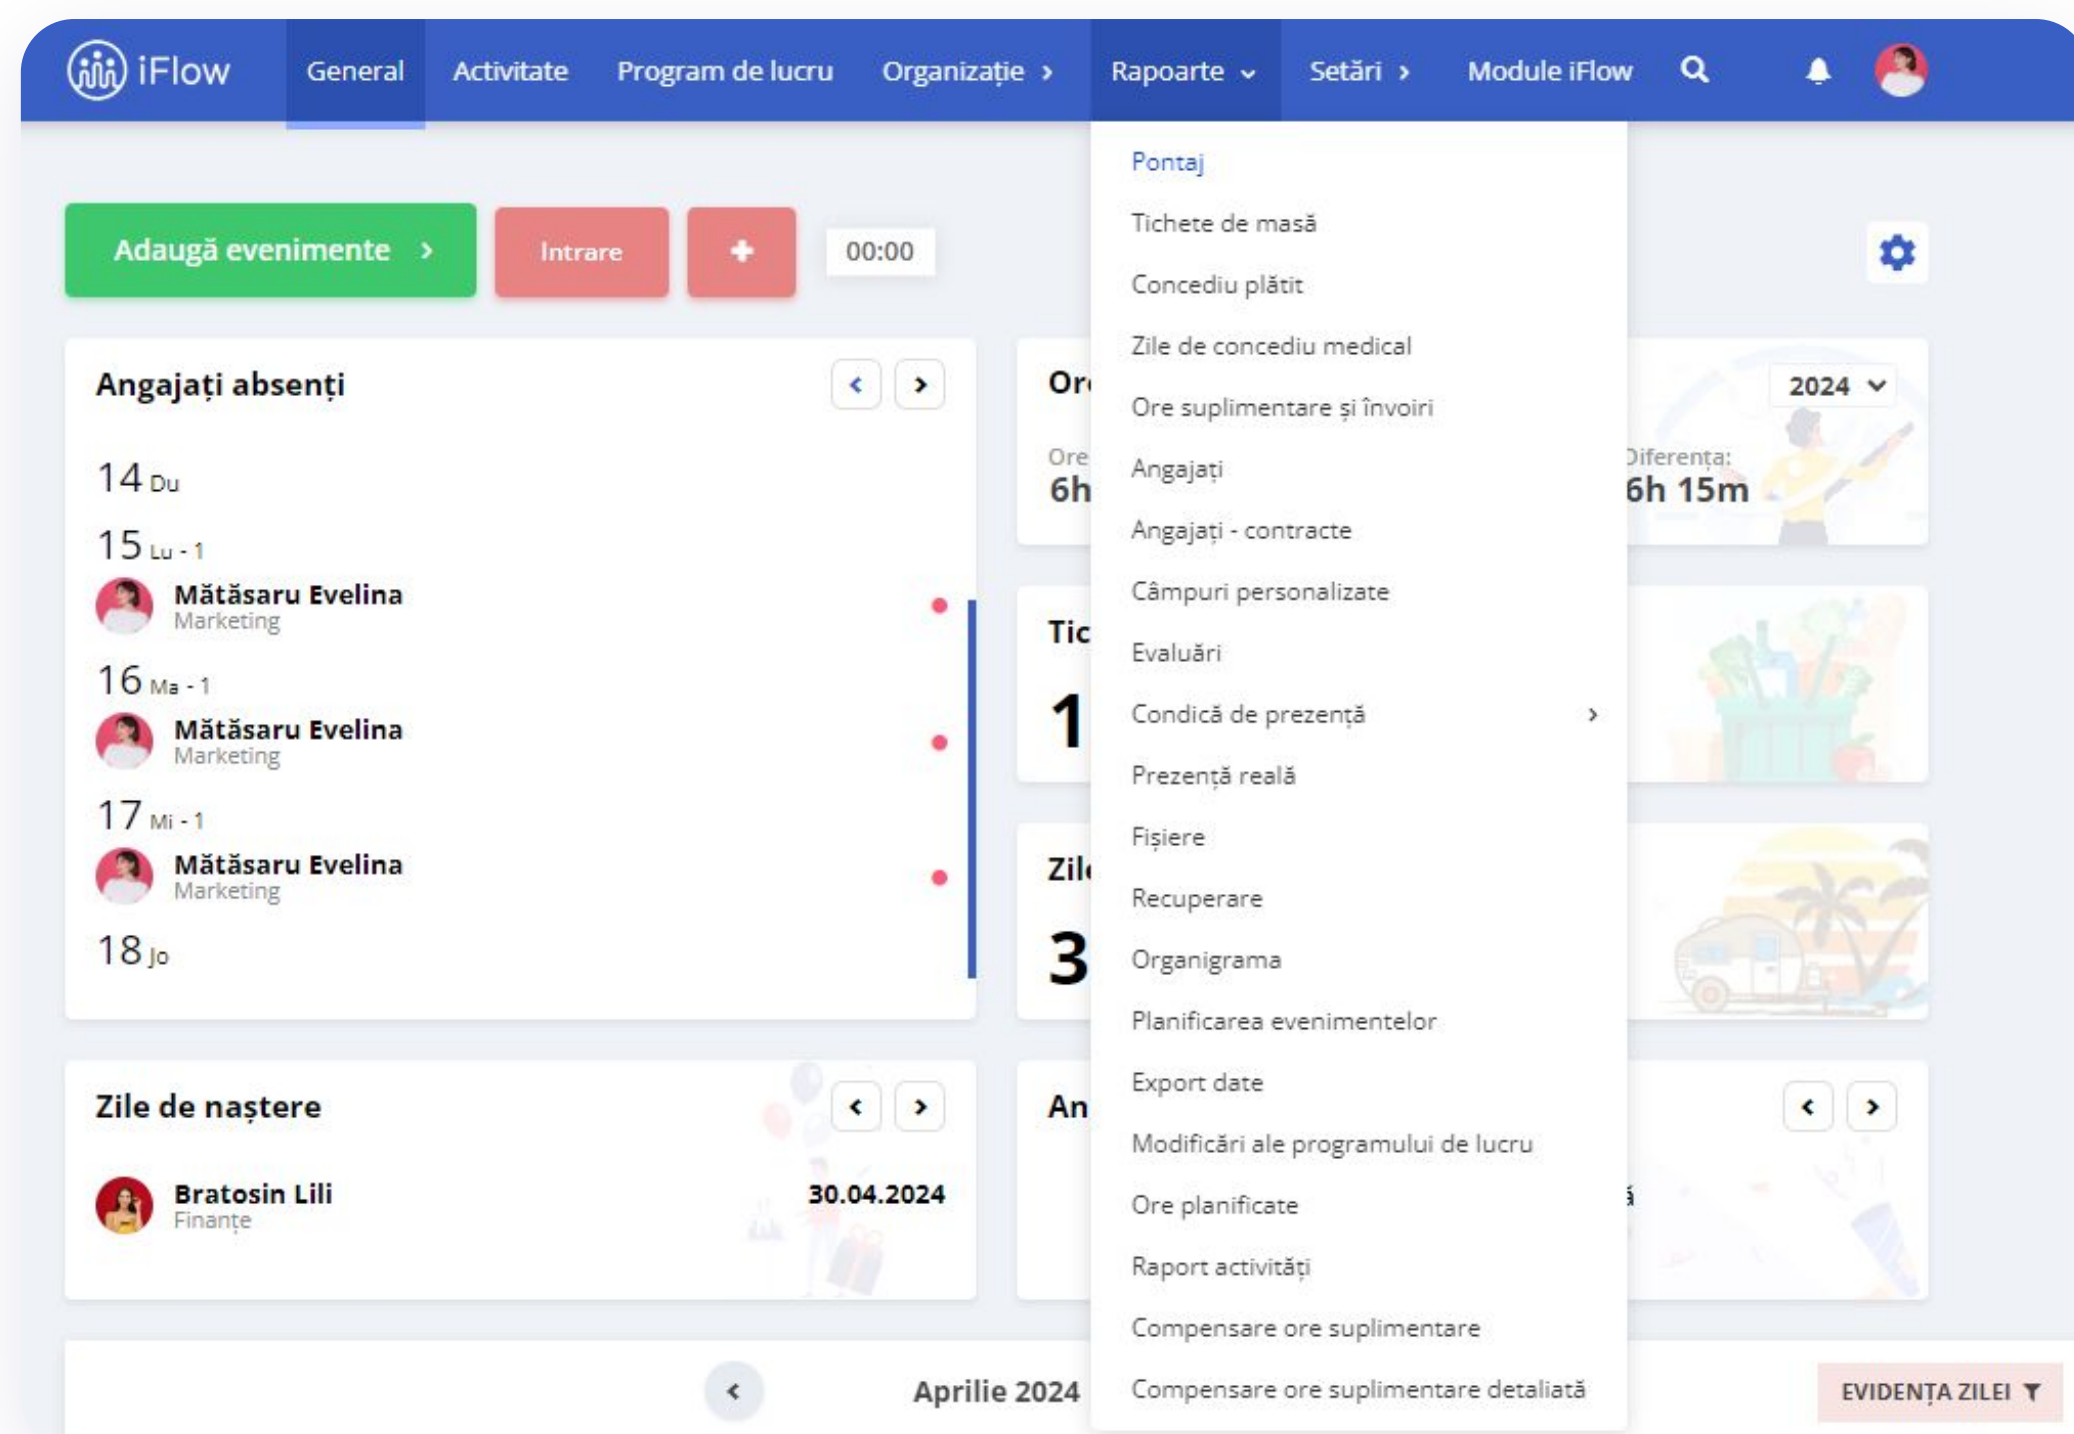 iFlow
General
Activitate
Program de lucru
Organizație
Rapoarte
Setări
Module iFlow
Adaugă evenimente
Intrare
00:00
Pontaj
Tichete de masă
Concediu plătit
Zile de concediu medical
Ore suplimentare și învoiri
Angajați
Angajați - contracte
Câmpuri personalizate
Evaluări
Condică de prezență
Prezență reală
Fișiere
Recuperare
Organigrama
Planificarea evenimentelor
Export date
Modificări ale programului de lucru
Ore planificate
Raport activități
Compensare ore suplimentare
Compensare ore suplimentare detaliată
Angajați absenți
14 Du
15 Lu - 1
Mătăsaru Evelina
Marketing
16 Ma - 1
Mătăsaru Evelina
Marketing
17 Mi - 1
Mătăsaru Evelina
Marketing
18 Jo
2024
Ore
6h
Diferența:
6h 15m
Tic
1
3
Zile de naștere
Bratosin Lili
Finanțe
30.04.2024
An
Aprilie 2024
EVIDENȚA ZILEI